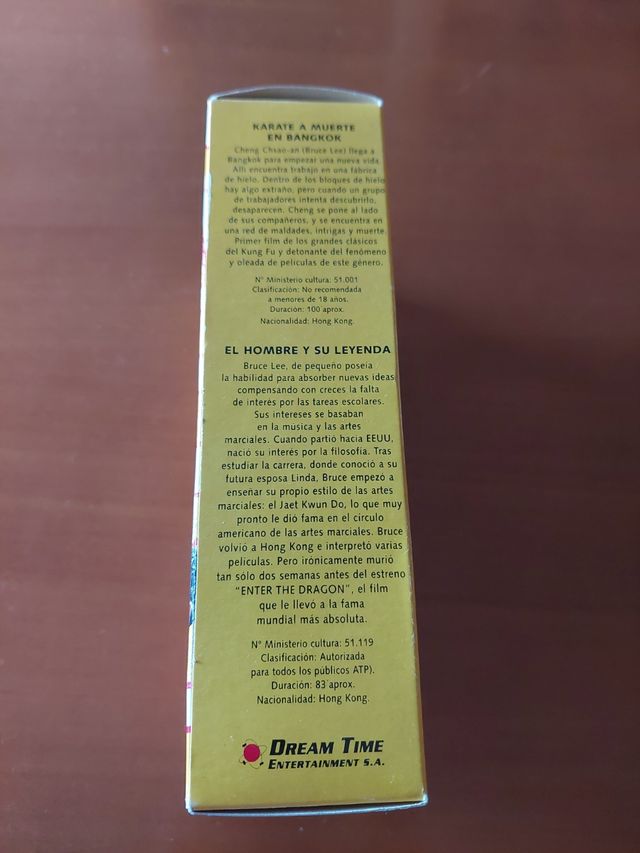 KARATE A MUERTE
EN BANGKOK
Cheng Chsao-an (Bruce Lee) llega a
Bangkok para empezar una nueva vida.
Alli encuentra trabajo en una fábrica
de hielo. Dentro de los bloques de hielo
hay algo extraño, pero cuando un grupo
de trabajadores intenta descubrirlo,
desaparecen. Cheng se pone al lado
de sus compañeros, y se encuentra en
una red de maldades, intrigas y muerte.
Primer film de los grandes clásicos
del Kung Fu y detonante del fenómeno
y oleada de películas de este género.
Nº Ministerio cultura: 51.001
Clasificación: No recomendada
a menores de 18 años.
Duración: 100 aprox.
Nacionalidad: Hong Kong.
EL HOMBRE Y SU LEYENDA
Bruce Lee, de pequeño poseia
la habilidad para absorber nuevas ideas
compensando con creces la falta
de interés por las tareas escolares.
Sus intereses se basaban
en la musica y las artes
marciales. Cuando partió hacia EEUU,
nació su interés por la filosofía. Tras
estudiar la carrera, donde conoció a su
futura esposa Linda, Bruce empezó a
enseñar su propio estilo de las artes
marciales: el Jaet Kwun Do, lo que muy
pronto le dió fama en el circulo
americano de las artes marciales. Bruce
volvió a Hong Kong e interpretó varias
películas. Pero irónicamente murió
tan sólo dos semanas antes del estreno
"ENTER THE DRAGON", el film
que le llevó a la fama
mundial más absoluta.
Nº Ministerio cultura: 51.119
Clasificación: Autorizada
para todos los públicos ATP).
Duración: 83 aprox.
Nacionalidad: Hong Kong.
DREAM TIME
ENTERTAINMENT S.A.